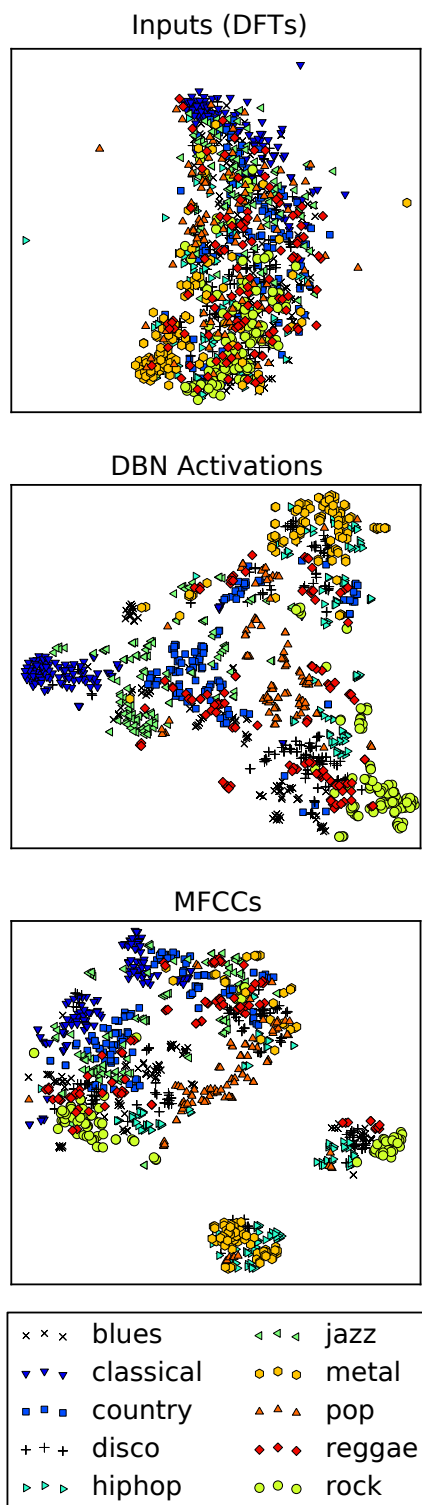 Inputs (DFTs)
DBN Activations
MFCCs
blues jazz
classical metal
country pop
disco reggae
hiphop rock